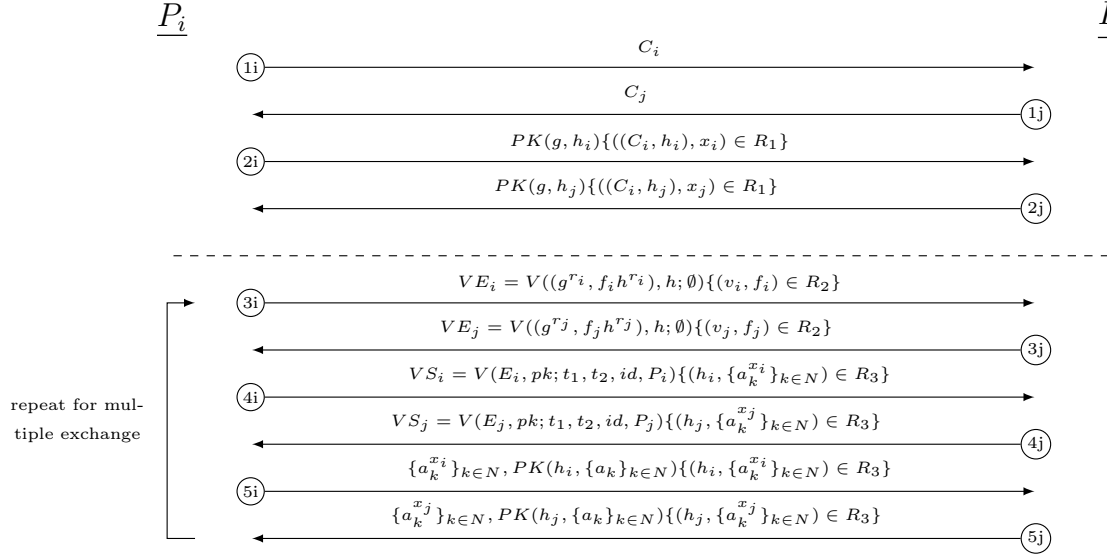 P_i
1i C_i
C_j 1j
2i PK(g, h_i){((C_i, h_i), x_i) ∈ R_1}
PK(g, h_j){((C_i, h_j), x_j) ∈ R_1} 2j
3i VE_i = V((g^{r_i}, f_i h^{r_i}), h; ∅){(v_i, f_i) ∈ R_2}
VE_j = V((g^{r_j}, f_j h^{r_j}), h; ∅){(v_j, f_j) ∈ R_2} 3j
4i VS_i = V(E_i, pk; t_1, t_2, id, P_i){(h_i, {a_k^{x_i}}_{k∈N}) ∈ R_3}
VS_j = V(E_j, pk; t_1, t_2, id, P_j){(h_j, {a_k^{x_j}}_{k∈N}) ∈ R_3} 4j
5i {a_k^{x_i}}_{k∈N}, PK(h_i, {a_k}_{k∈N}){(h_i, {a_k^{x_i}}_{k∈N}) ∈ R_3}
{a_k^{x_j}}_{k∈N}, PK(h_j, {a_k}_{k∈N}){(h_j, {a_k^{x_j}}_{k∈N}) ∈ R_3} 5j
repeat for mul-
tiple exchange